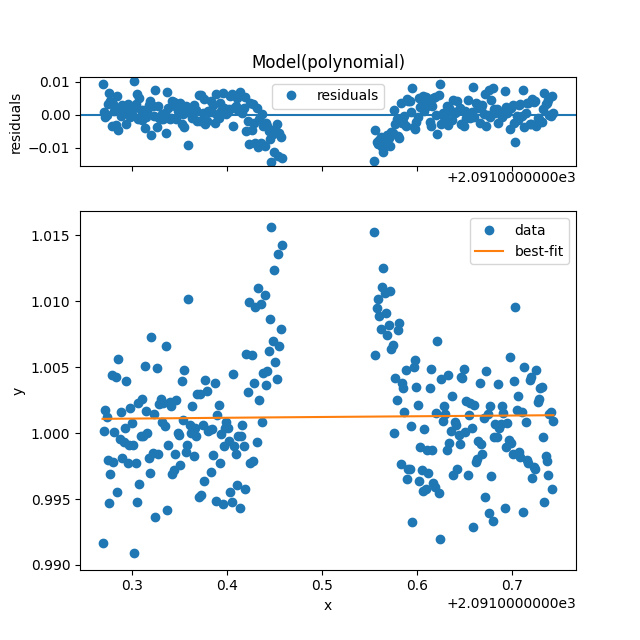 Model(polynomial)
0.01
0.00
−0.01
residuals
residuals
+2.0910000000e3
1.015
1.010
1.005
1.000
0.995
0.990
y
data
best-fit
0.3 0.4 0.5 0.6 0.7
x
+2.0910000000e3